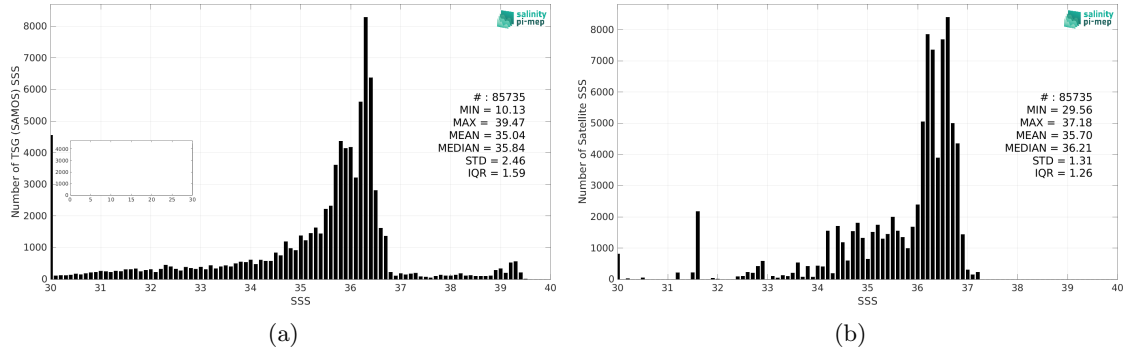 8000
7000
6000
5000
4000
3000
2000
1000
0
Number of TSG (SAMOS) SSS
salinity
pi-mep
# : 85735
MIN = 10.13
MAX = 39.47
MEAN = 35.04
MEDIAN = 35.84
STD = 2.46
IQR = 1.59
4000
3000
2000
1000
0
0 5 10 15 20 25 30
30 31 32 33 34 35 36 37 38 39 40
SSS
(a)
8000
7000
6000
5000
4000
3000
2000
1000
0
Number of Satellite SSS
salinity
pi-mep
# : 85735
MIN = 29.56
MAX = 37.18
MEAN = 35.70
MEDIAN = 36.21
STD = 1.31
IQR = 1.26
30 31 32 33 34 35 36 37 38 39 40
SSS
(b)